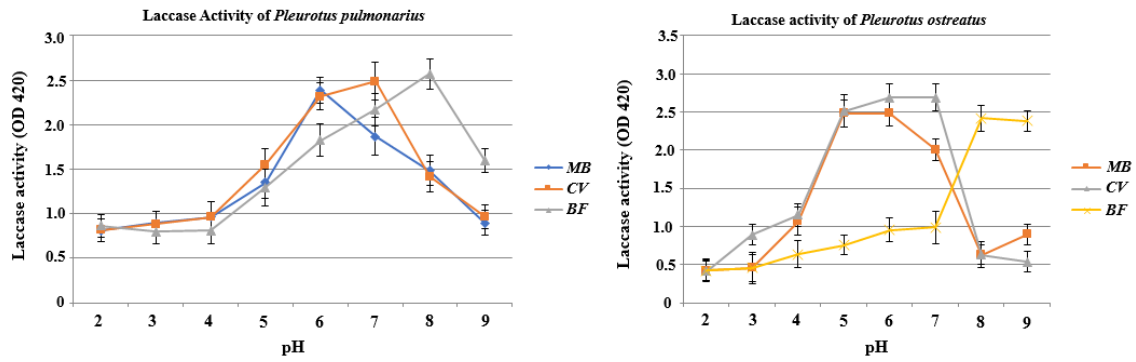 Laccase Activity of Pleurotus pulmonarius
Laccase activity (OD 420)
3.0
2.5
2.0
1.5
1.0
0.5
0
2 3 4 5 6 7 8 9
pH
MB
CV
BF
Laccase activity of Pleurotus ostreatus
Laccase activity (OD 420)
3.5
3.0
2.5
2.0
1.5
1.0
0.5
0
2 3 4 5 6 7 8 9
pH
MB
CV
BF